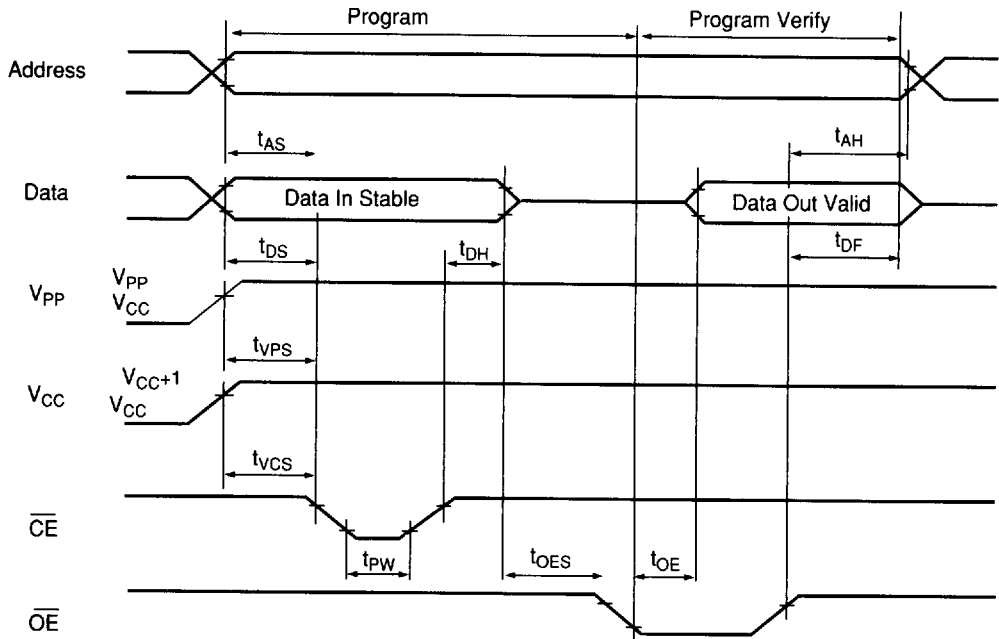 Program
Program Verify
Address
tAS
tAH
Data
Data In Stable
Data Out Valid
tDS
tDH
tDF
VPP
VPP
VCC
tVPS
VCC
VCC+1
VCC
tVCS
CE
tPW
tOES
tOE
OE